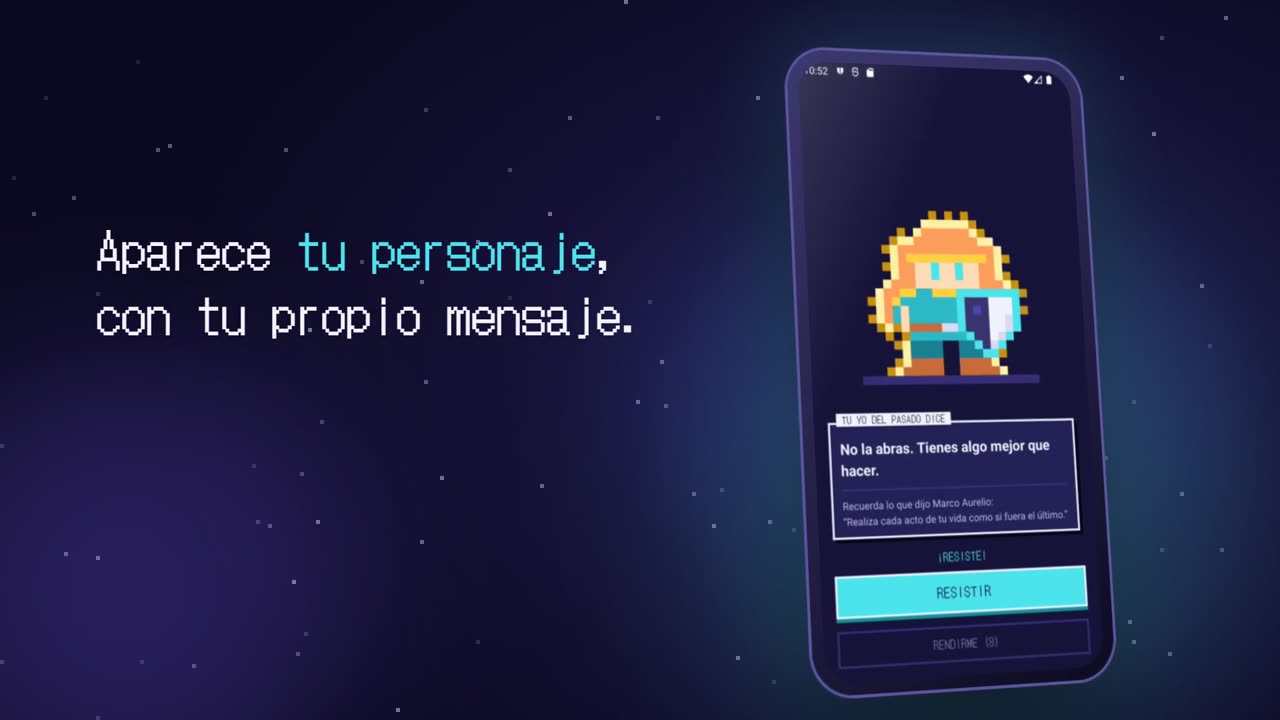 Aparece tu personaje,
con tu propio mensaje.
10:52
TU YO DEL PASADO DICE
No la abras. Tienes algo mejor que
hacer.
Recuerda lo que dijo Marco Aurelio:
"Realiza cada acto de tu vida como si fuera el último."
¡RESISTE!
RESISTIR
RENDIRME (8)